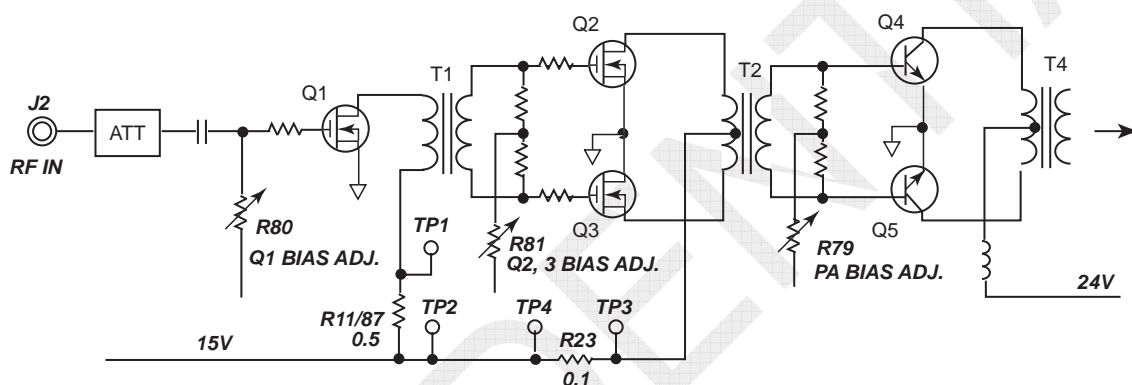 J2
RF IN
ATT
Q1
R80
Q1 BIAS ADJ.
T1
TP1
R11/87
0.5
15V
TP2
TP4
R23
0.1
TP3
R81
Q2, 3 BIAS ADJ.
Q2
Q3
T2
R79
PA BIAS ADJ.
Q4
Q5
T4
24V